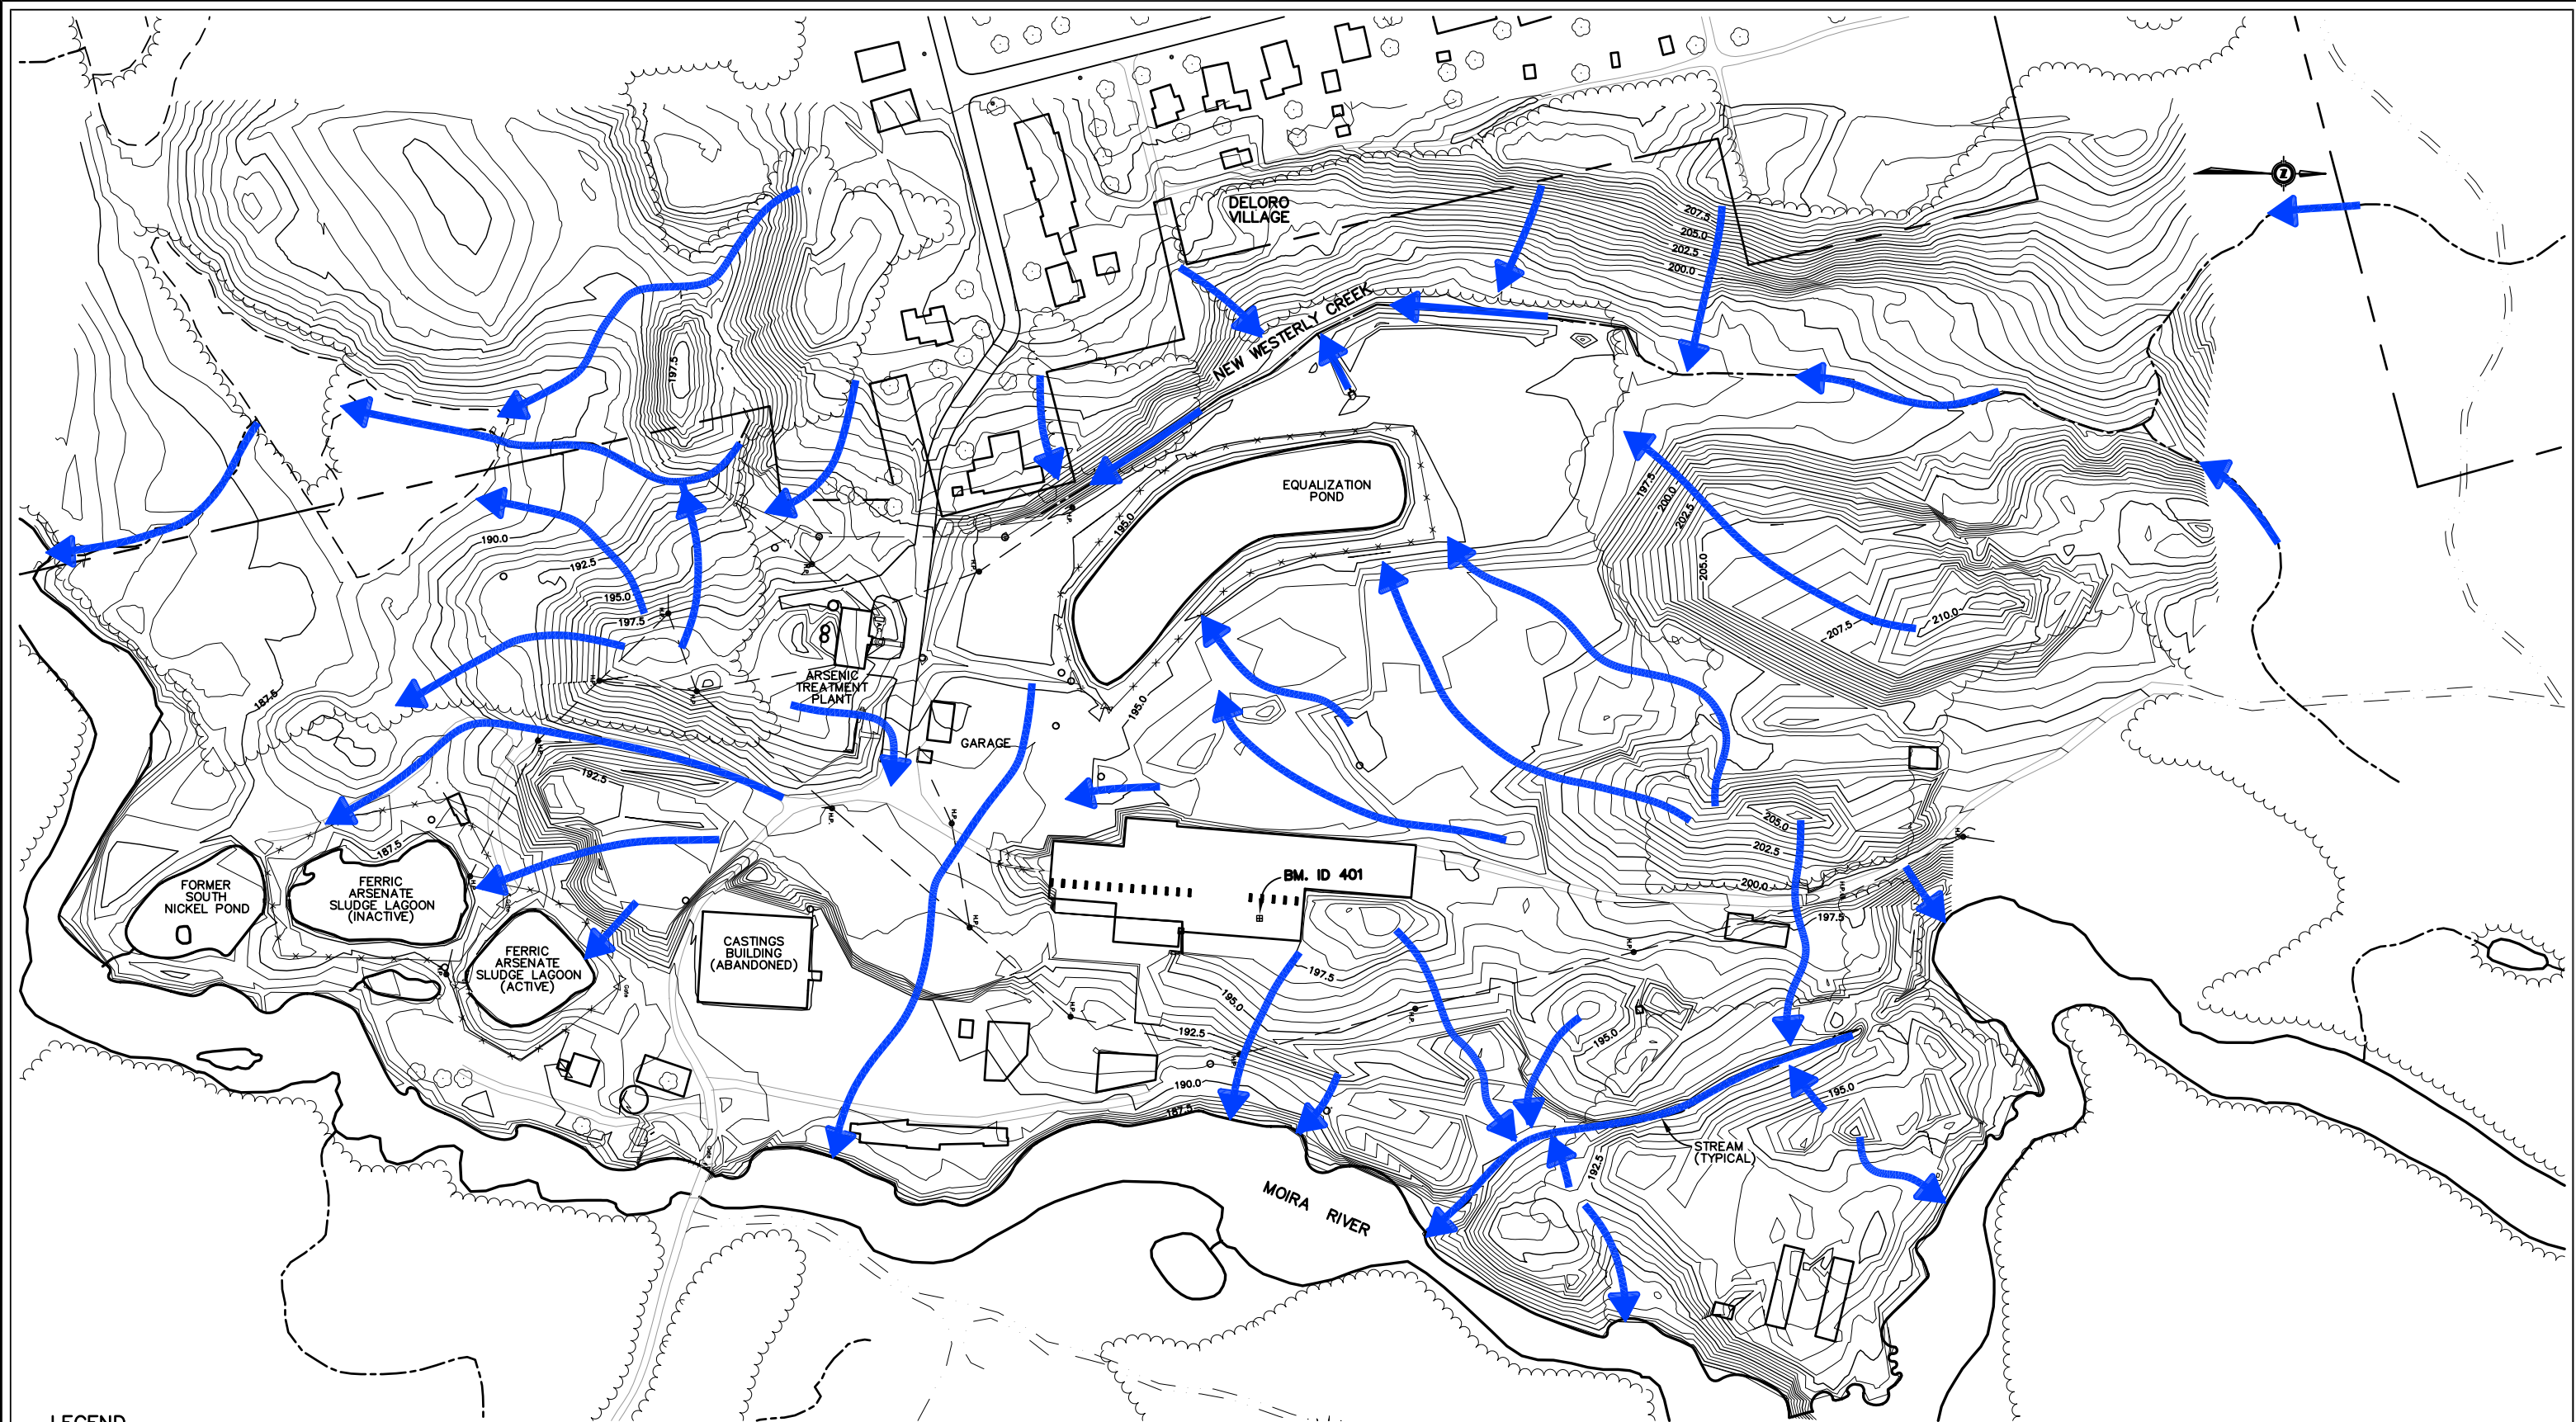 DELORO
VILLAGE
Z
207.5
205.0
202.5
200.0
NEW WESTERLY CREEK
197.5
EQUALIZATION
POND
195.0
197.5
200.0
202.5
205.0
207.5
210.0
190.0
192.5
195.0
197.5
H.P.
H.P.
H.P.
187.5
ARSENIC
TREATMENT
PLANT
195.0
GARAGE
192.5
H.P.
H.P.
205.0
202.5
200.0
197.5
187.5
FORMER
SOUTH
NICKEL POND
FERRIC
ARSENATE
SLUDGE LAGOON
(INACTIVE)
BM. ID 401
FERRIC
ARSENATE
SLUDGE LAGOON
(ACTIVE)
Gate
CASTINGS
BUILDING
(ABANDONED)
H.P.
H.P.
197.5
195.0
192.5
H.P.
H.P.
195.0
190.0
187.5
195.0
STREAM
(TYPICAL)
192.5
MOIRA RIVER
LEGEND